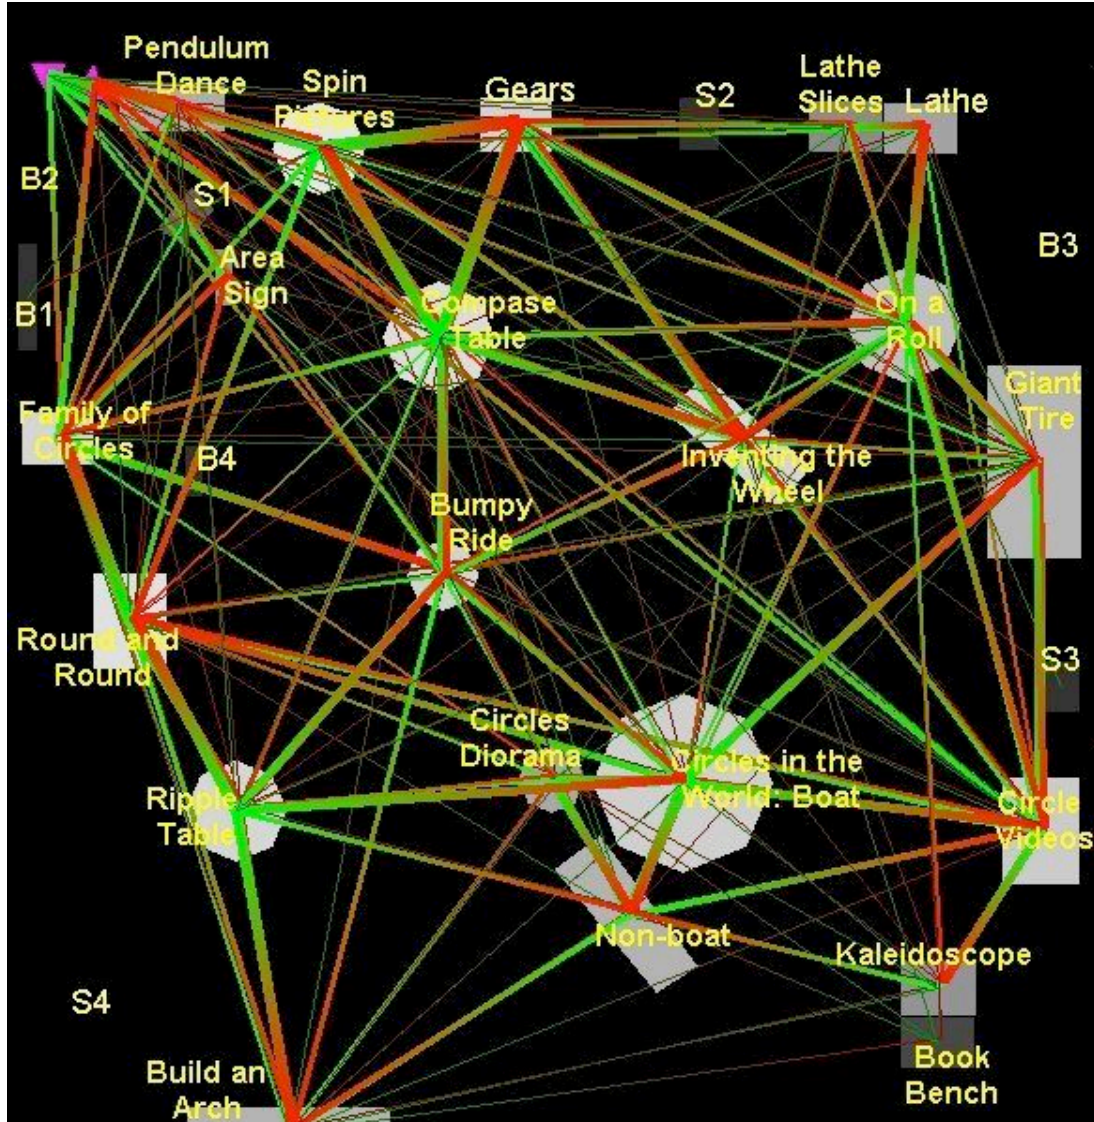 Pendulum
Dance
Spin
Pictures
Gears
S2
Lathe
Slices
Lathe
B2
S1
B3
Area
Sign
B1
Compase
Table
On a
Roll
Giant
Tire
Family of
Circles
B4
Inventing the
Wheel
Bumpy
Ride
Round and
Round
S3
Circles
Diorama
Circles in the
World: Boat
Ripple
Table
Circle
Videos
Non-boat
Kaleidoscope
S4
Book
Bench
Build an
Arch